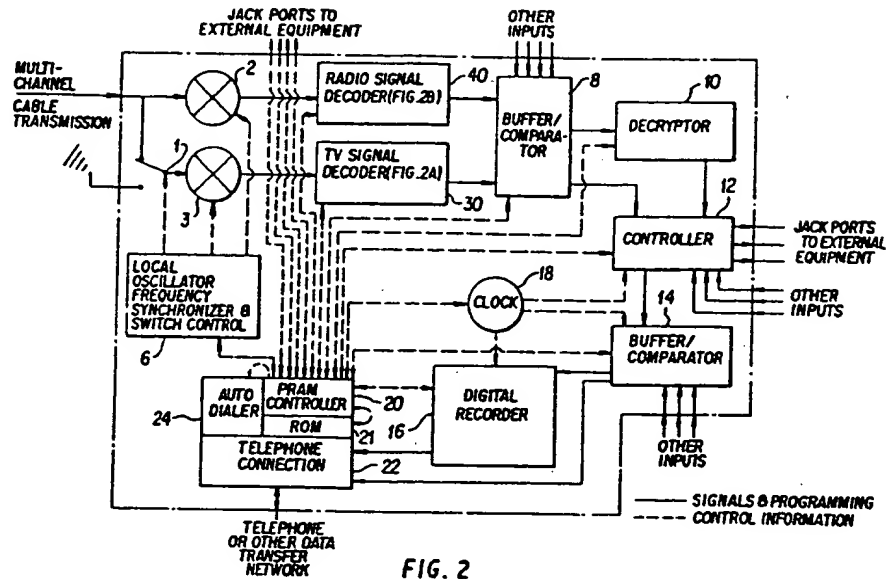 JACK PORTS TO
EXTERNAL EQUIPMENT
OTHER
INPUTS
MULTI-
CHANNEL
CABLE
TRANSMISSION
2
RADIO SIGNAL
DECODER (FIG.2B)
40
8
BUFFER/
COMPARA-
TOR
10
DECRYPTOR
1
3
TV SIGNAL
DECODER (FIG.2A)
30
12
CONTROLLER
JACK PORTS
TO EXTERNAL
EQUIPMENT
OTHER
INPUTS
LOCAL
OSCILLATOR
FREQUENCY
SYNCHRONIZER &
SWITCH CONTROL
6
18
CLOCK
14
BUFFER/
COMPARATOR
24
AUTO
DIALER
PRAM
CONTROLLER
20
ROM
21
TELEPHONE
CONNECTION
22
16
DIGITAL
RECORDER
OTHER
INPUTS
TELEPHONE
OR OTHER DATA
TRANSFER
NETWORK
SIGNALS & PROGRAMMING
CONTROL INFORMATION
FIG. 2